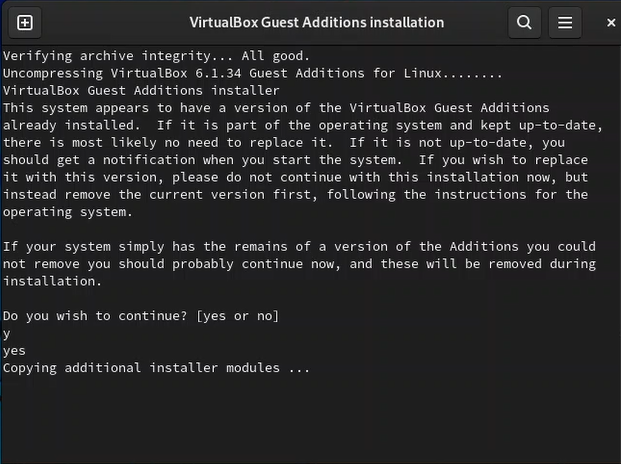 VirtualBox Guest Additions installation
Verifying archive integrity... All good.
Uncompressing VirtualBox 6.1.34 Guest Additions for Linux........
VirtualBox Guest Additions installer
This system appears to have a version of the VirtualBox Guest Additions
already installed.  If it is part of the operating system and kept up-to-date,
there is most likely no need to replace it.  If it is not up-to-date, you
should get a notification when you start the system.  If you wish to replace
it with this version, please do not continue with this installation now, but
instead remove the current version first, following the instructions for the
operating system.

If your system simply has the remains of a version of the Additions you could
not remove you should probably continue now, and these will be removed during
installation.

Do you wish to continue? [yes or no]
y
yes
Copying additional installer modules ...